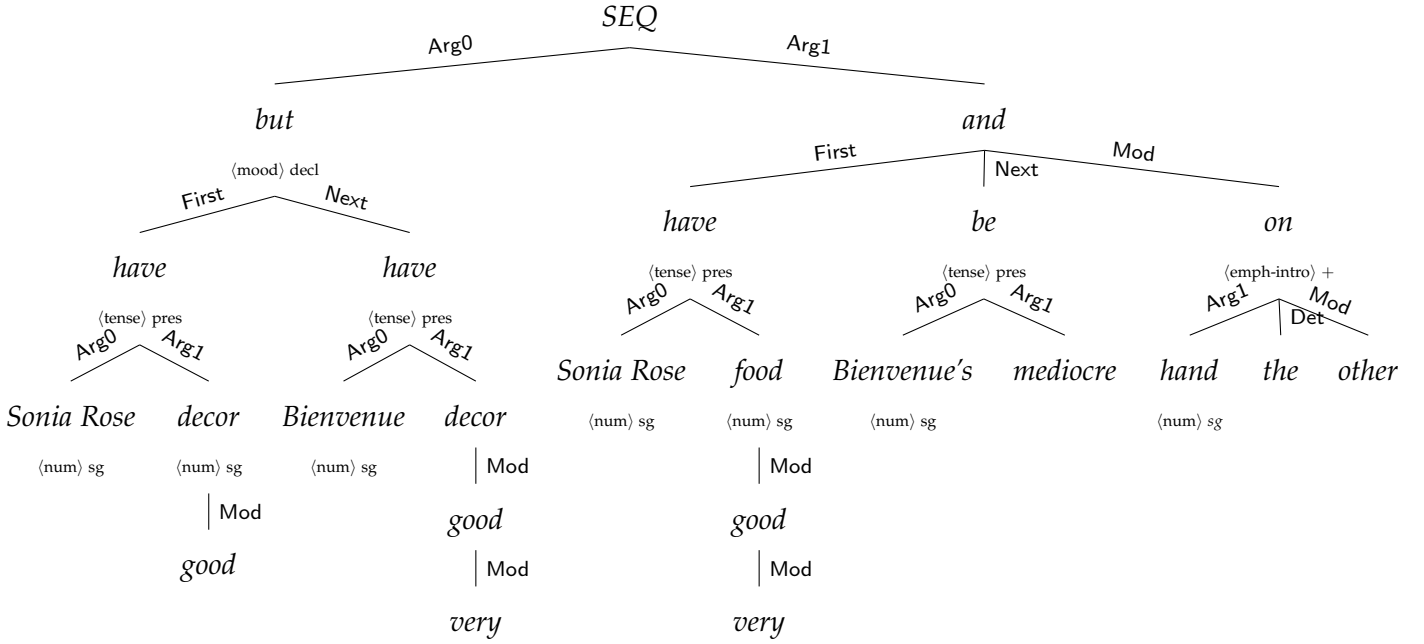 SEQ
Arg0 Arg1
but and
⟨mood⟩ decl
First Next Mod
First Next
have be on
have have
⟨tense⟩ pres ⟨tense⟩ pres ⟨emph-intro⟩ +
Arg0 Arg1 Arg0 Arg1 Arg1 Det Mod
⟨tense⟩ pres ⟨tense⟩ pres
Arg0 Arg1 Arg0 Arg1
Sonia Rose food Bienvenue's mediocre hand the other
Sonia Rose decor Bienvenue decor
⟨num⟩ sg ⟨num⟩ sg ⟨num⟩ sg ⟨num⟩ sg
⟨num⟩ sg ⟨num⟩ sg ⟨num⟩ sg Mod Mod
Mod
good good
good
Mod Mod
very very